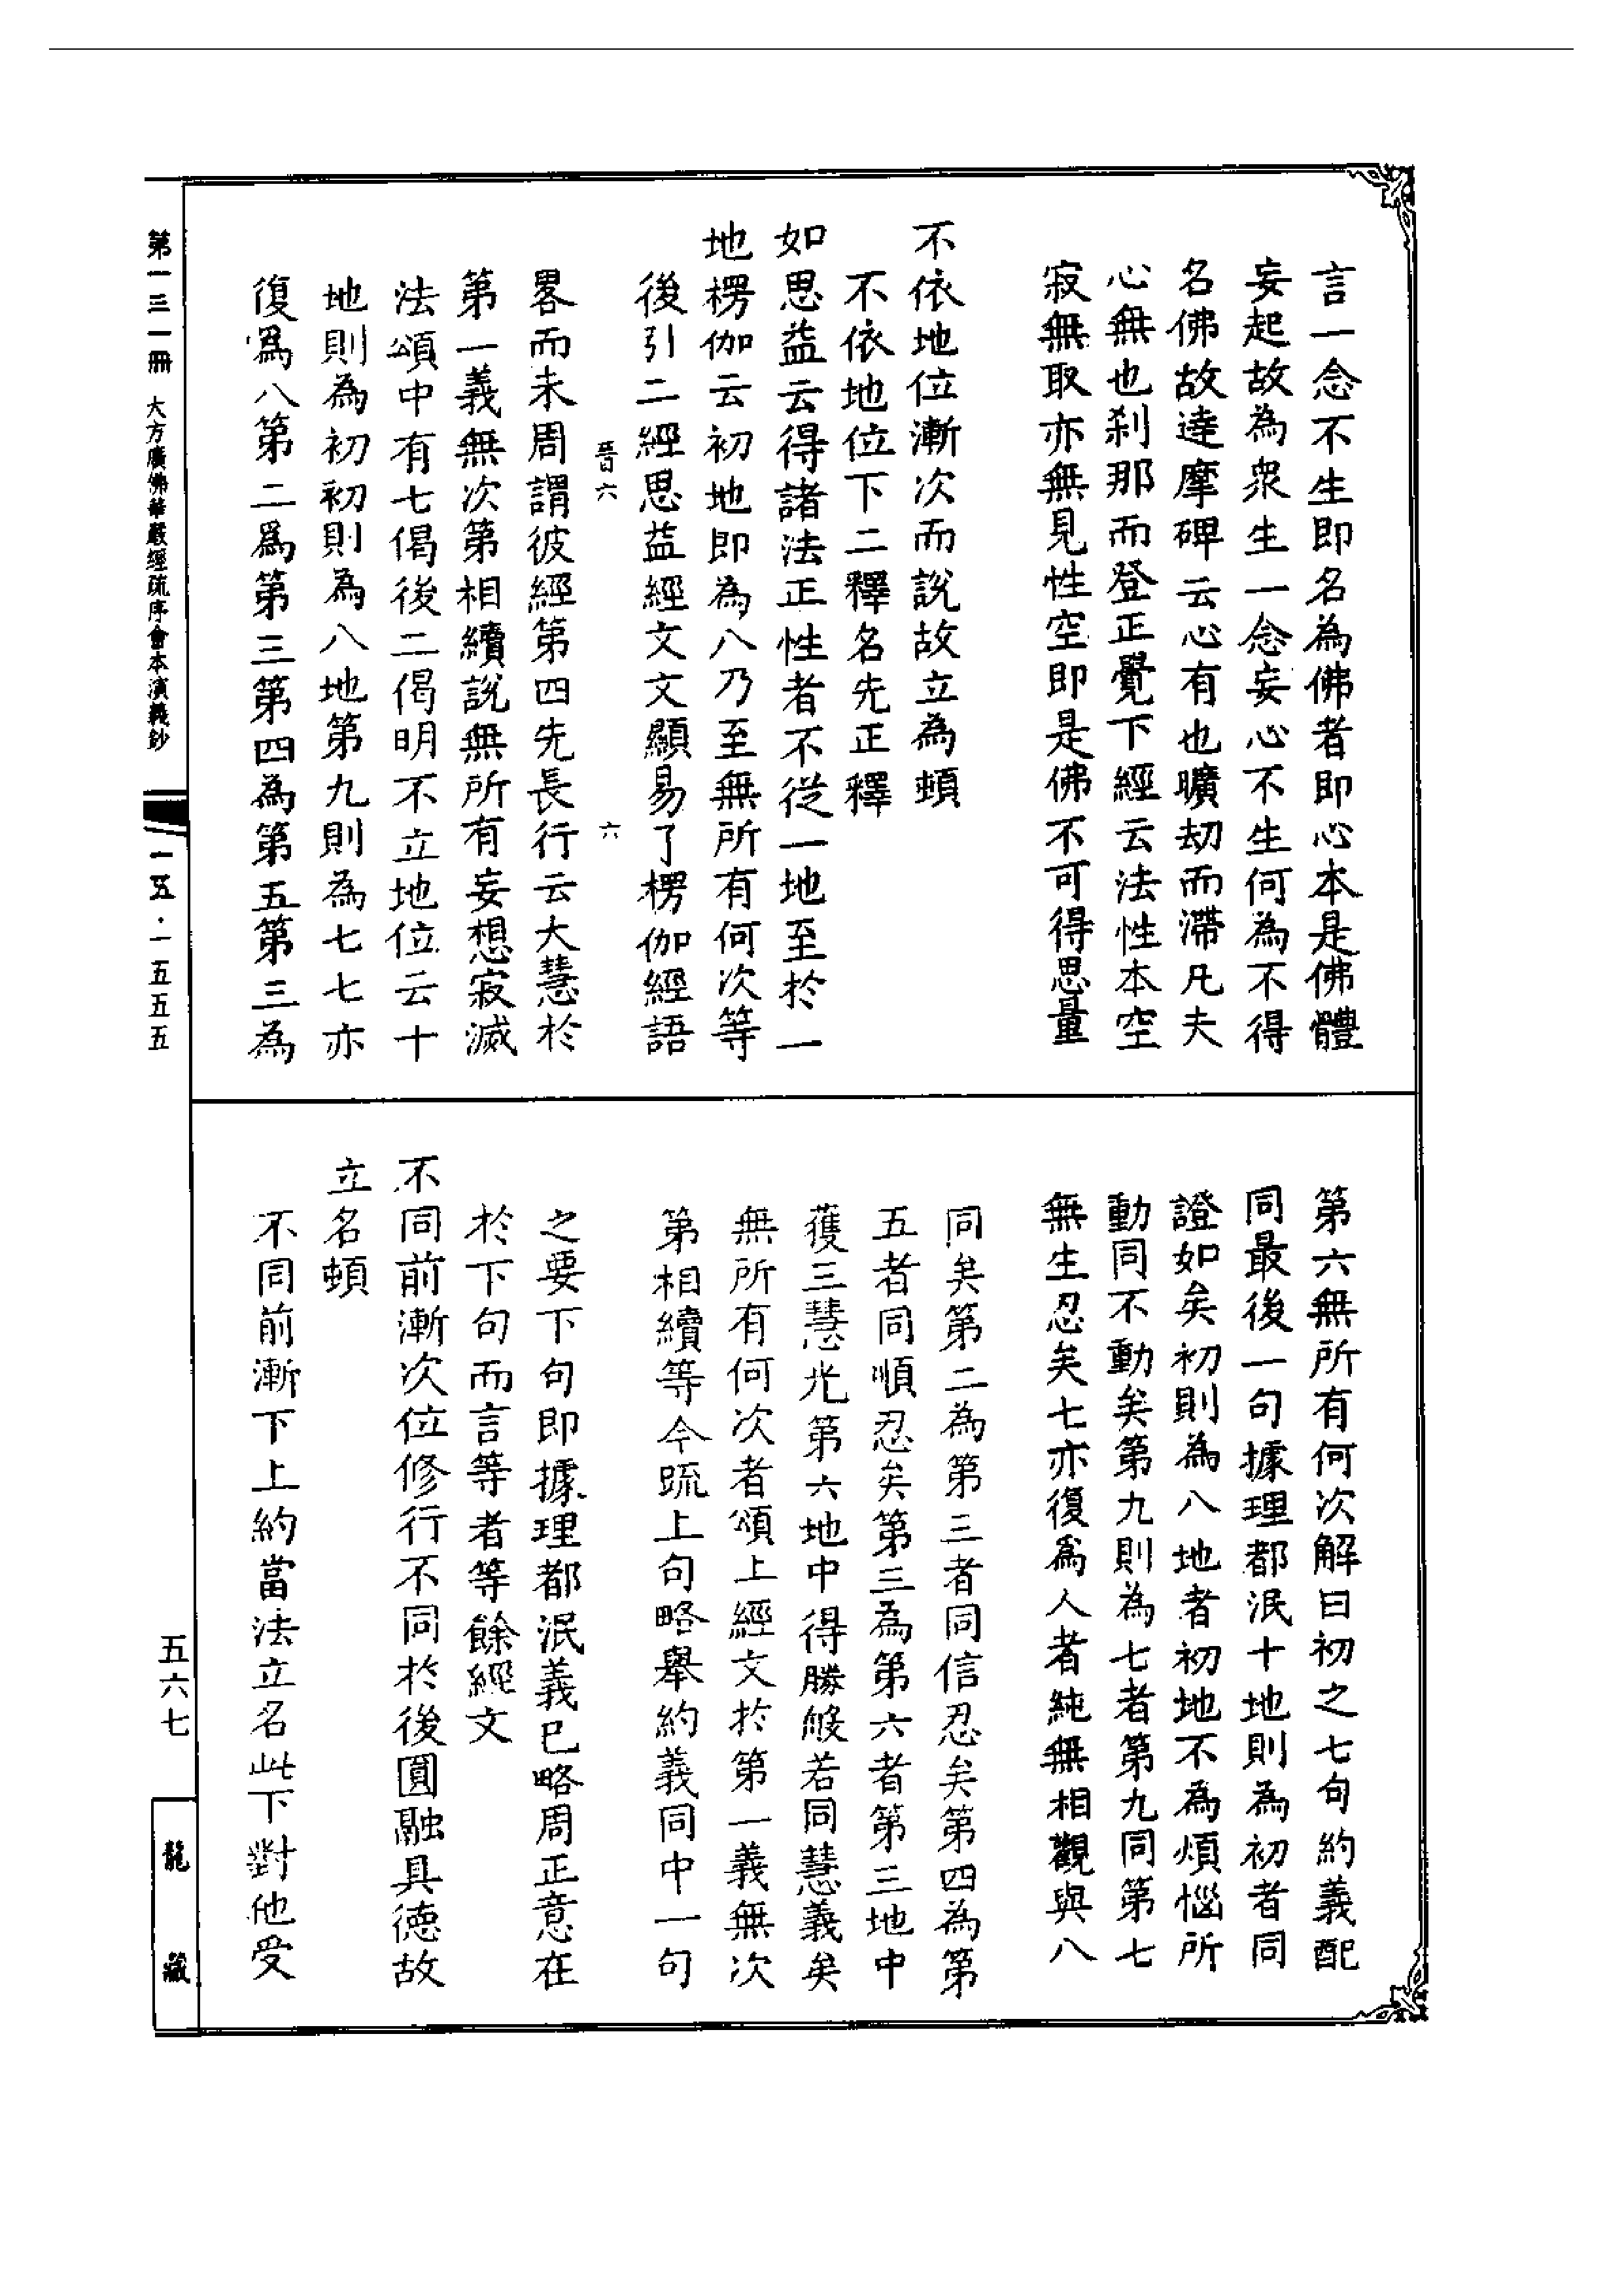 言一念不生即名為佛者即心本是佛體
妄起故為衆生一念妄心不生何為不得
名佛故達摩碑云心有也曠劫而滯凡夫
心無也刹那而登正覺下經云法性本空
寂無取亦無見性空即是佛不可得思量
不依地位漸次而說故立為頓
不依地位下二釋名先正釋
如思益云得諸法正性者不從一地至於一
地楞伽云初地即為八乃至無所有何次等
後引二經思益經文文顯易了楞伽經語
晉六 六
畧而未周謂彼經第四先長行云大慧於
第一義無次第相續說無所有妄想寂滅
法頌中有七偈後二偈明不立地位云十
地則為初初則為八地第九則為七七亦
復爲八第二爲第三第四為第五第三為
第六無所有何次解曰初之七句約義配
同最後一句據理都泯十地則為初者同
證如矣初則為八地者初地不為煩惱所
動同不動矣第九則為七者第九同第七
無生忍矣七亦復爲人者純無相觀與八
同矣第二為第三者同信忍矣第四為第
五者同順忍矣第三為第六者第三地中
獲三慧光第六地中得勝般若同慧義矣
無所有何次者頌上經文於第一義無次
第相續等今䟽上句略舉約義同中一句
之要下句即據理都泯義已略周正意在
於下句而言等者等餘經文
不同前漸次位修行不同於後圓融具德故
立名頓
不同前漸下上約當法立名此下對他受
第一三一冊 大方廣佛華嚴經疏序會本演義鈔
一五·一五五五
五六七
龍藏